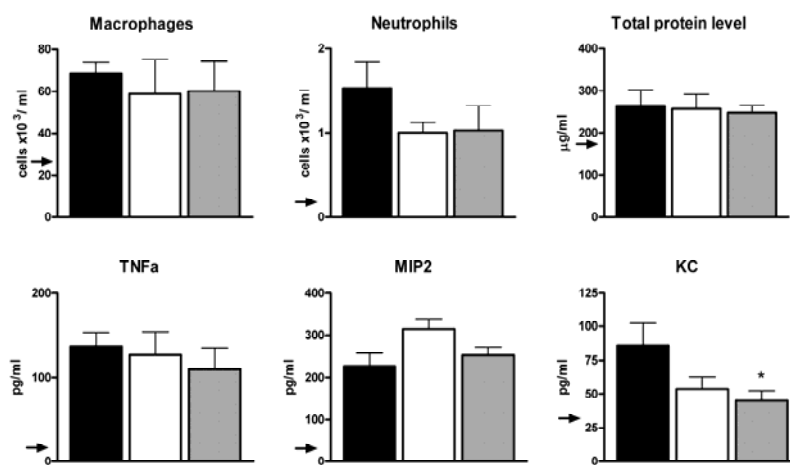 Macrophages
cells x10³/ ml
80
60
40
20
0
Neutrophils
cells x10³/ ml
2
1
0
Total protein level
µg/ml
400
300
200
100
0
TNFa
pg/ml
200
100
0
MIP2
pg/ml
400
300
200
100
0
KC
pg/ml
125
100
75
50
25
0
*